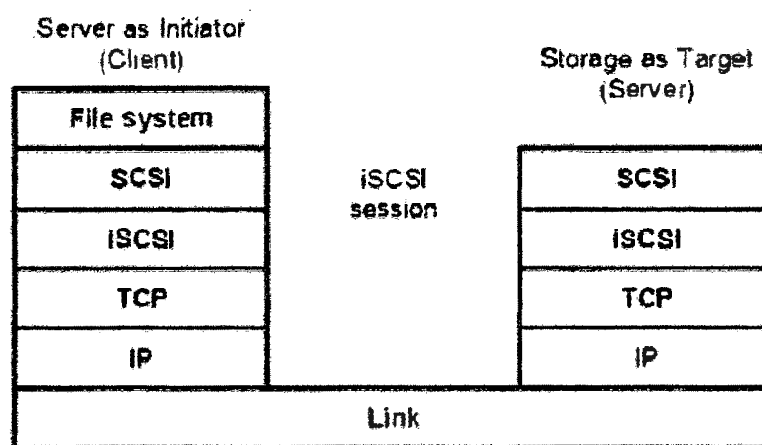 Server as Initiator
(Client)
Storage as Target
(Server)
File system
SCSI
iSCSI
TCP
IP
iSCSI
session
SCSI
iSCSI
TCP
IP
Link